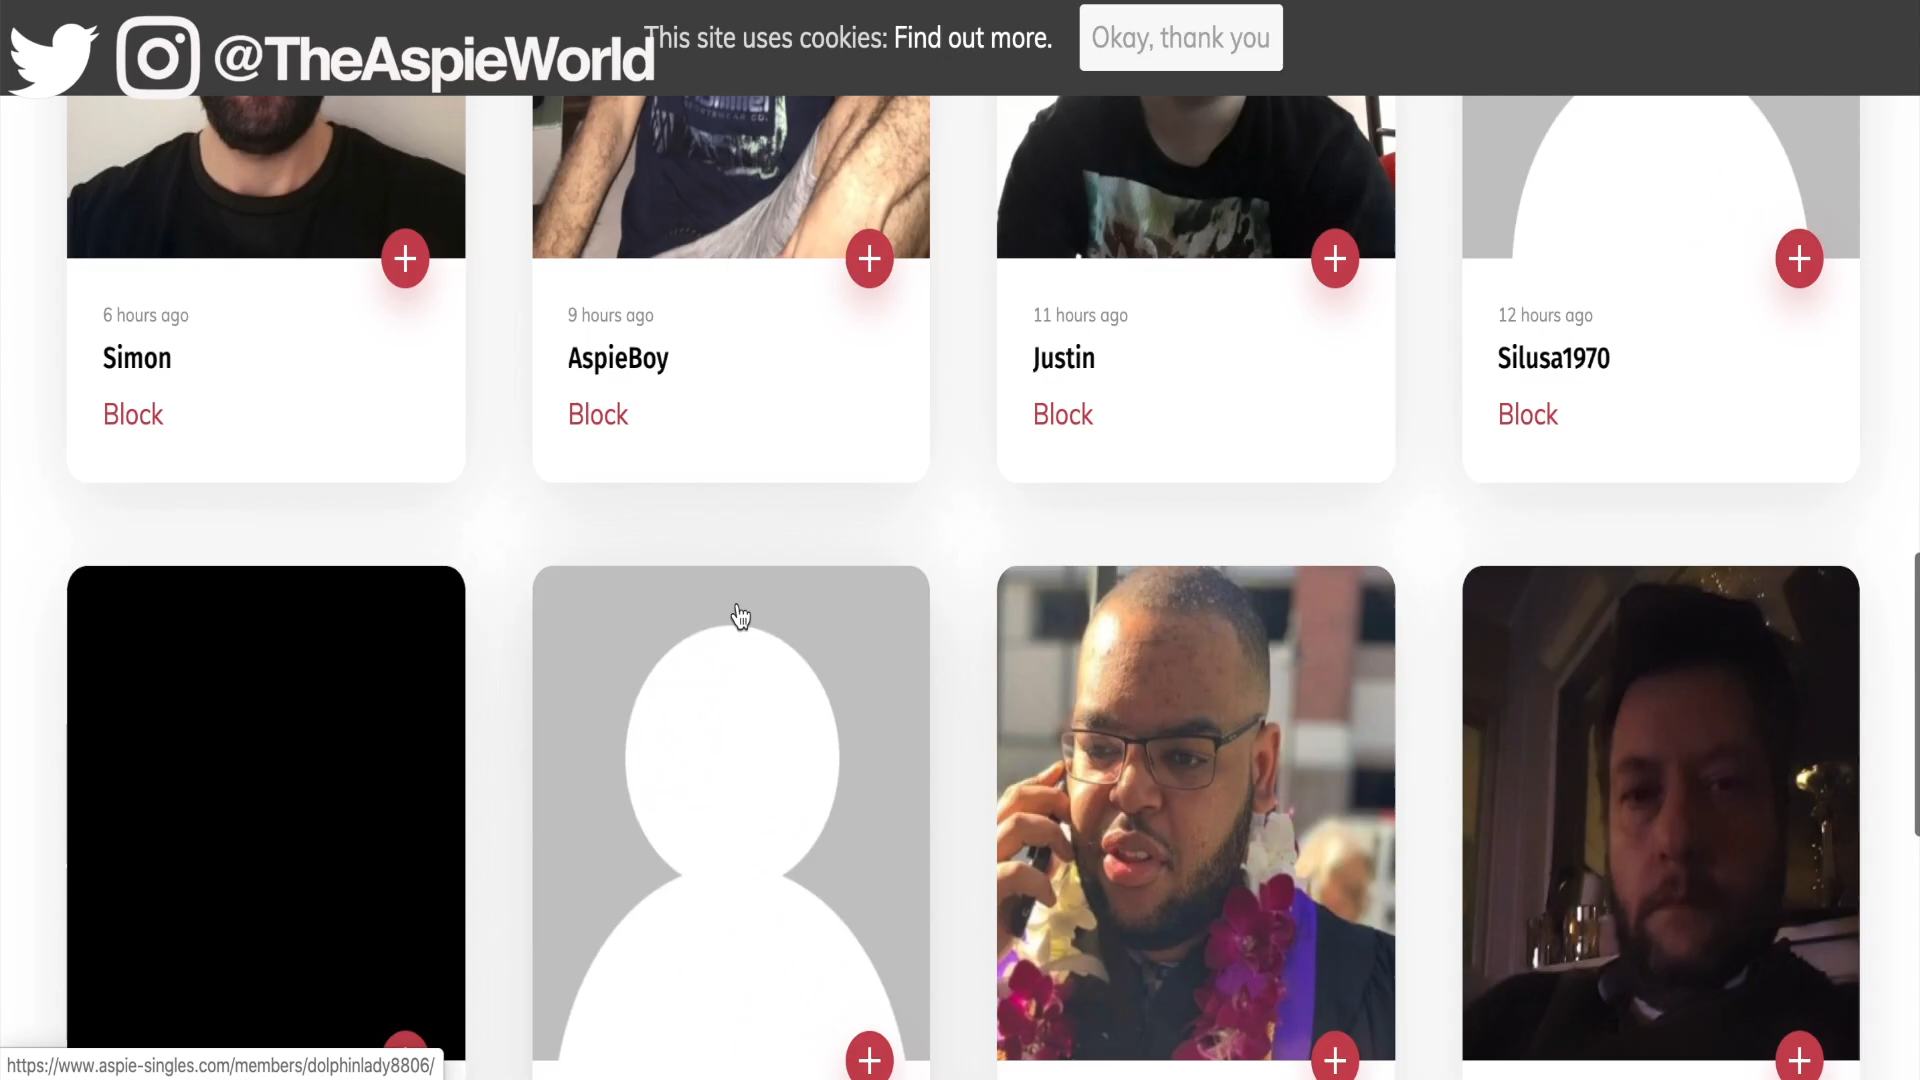 @TheAspieWorld
This site uses cookies: Find out more.
Okay, thank you
6 hours ago
Simon
Block
9 hours ago
AspieBoy
Block
11 hours ago
Justin
Block
12 hours ago
Silusa1970
Block
https://www.aspie-singles.com/members/dolphinlady8806/